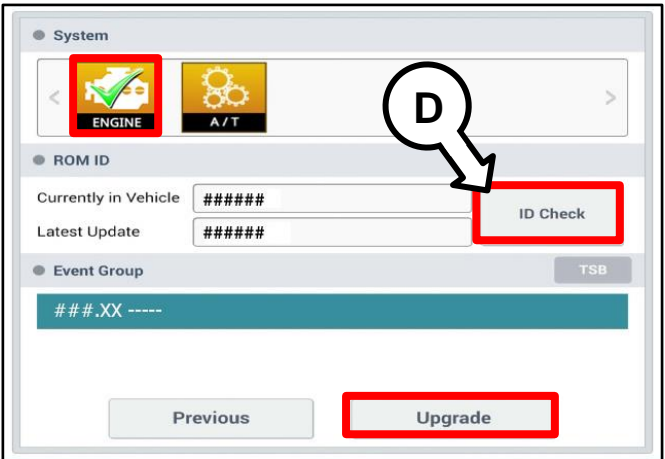 System
<
ENGINE
A/T
D
>
ROM ID
Currently in Vehicle ######
ID Check
Latest Update ######
Event Group
TSB
###.XX -----
Previous
Upgrade